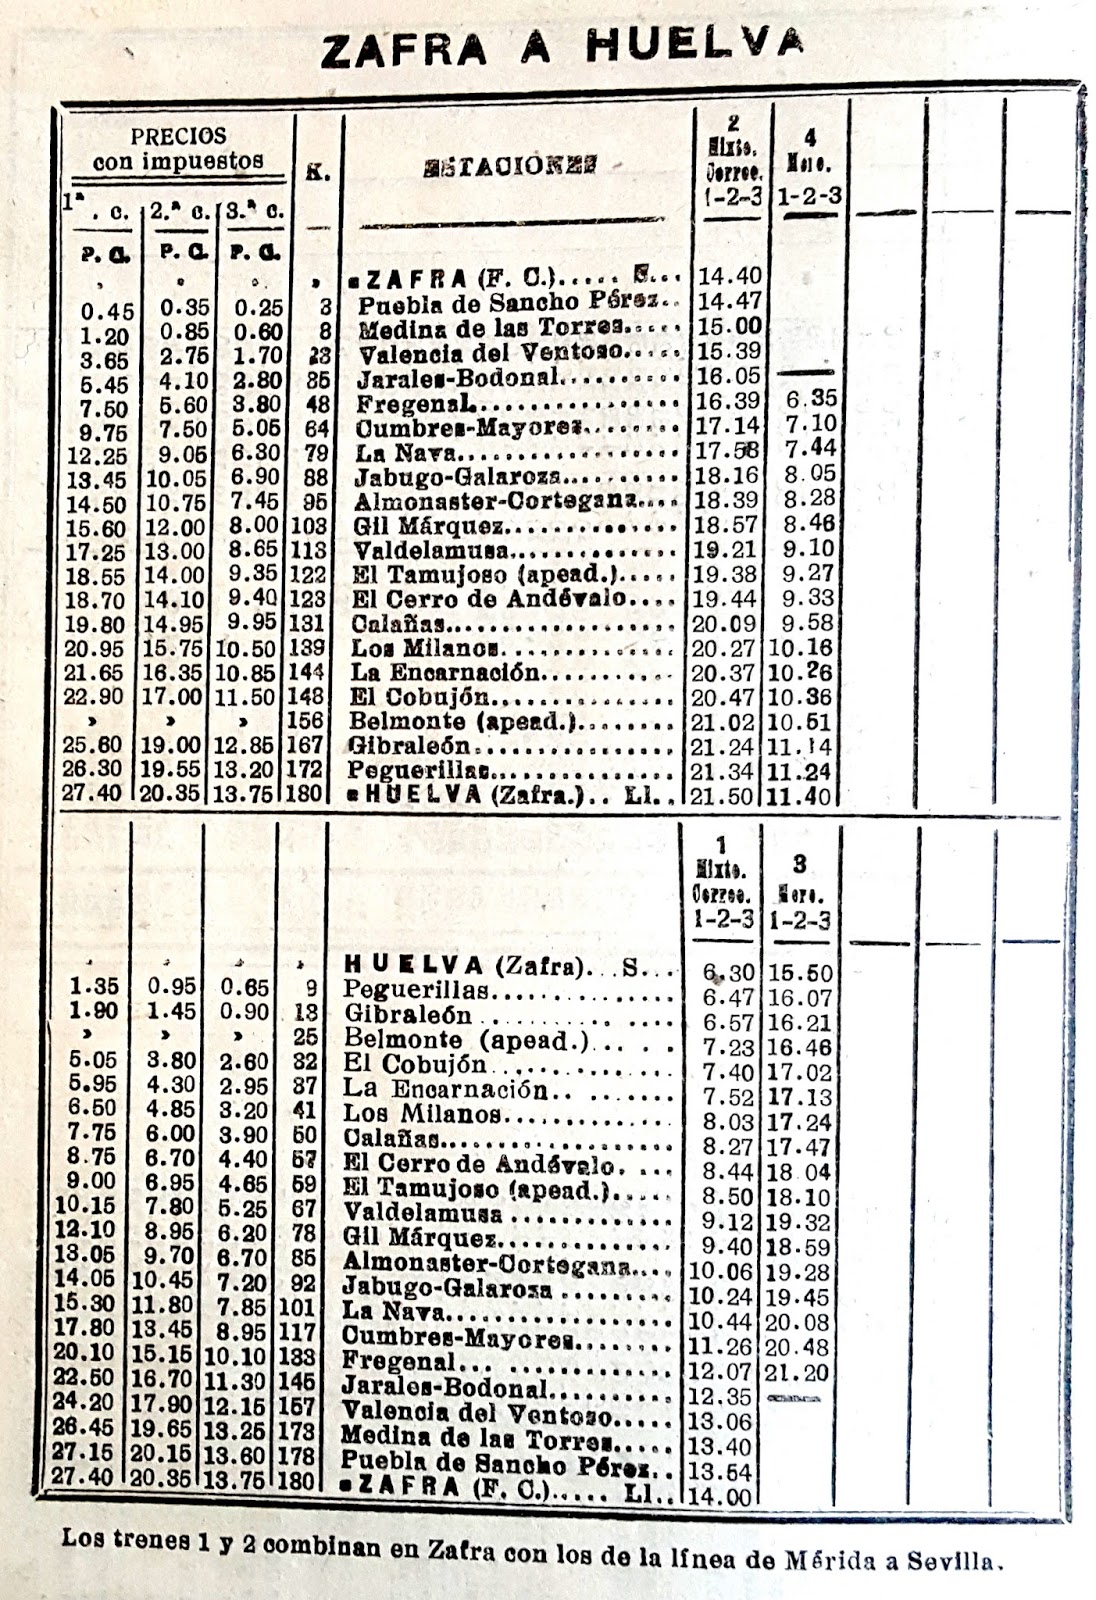 ZAFRA A HUELVA
PRECIOS
con impuestos
K.
ESTACIONES
2
Mixto.
Correo.
1-2-3
4
Merc.
1-2-3
1ª. c. 2.ª c. 3.ª c.
P. C. P. C. P. C.
» » » » ZAFRA (F. C.)..... S... 14.40
0.45 0.35 0.25 3 Puebla de Sancho Pérez.. 14.47
1.20 0.85 0.60 8 Medina de las Torres..... 15.00
3.65 2.75 1.70 23 Valencia del Ventoso..... 15.39
5.45 4.10 2.80 35 Jarales-Bodonal.......... 16.05
7.50 5.60 3.80 48 Fregenal................. 16.39 6.35
9.75 7.50 5.05 64 Cumbres-Mayores........ 17.14 7.10
12.25 9.05 6.30 79 La Nava.................. 17.58 7.44
13.45 10.05 6.90 88 Jabugo-Galaroza.......... 18.16 8.05
14.50 10.75 7.45 95 Almonaster-Cortegana.... 18.39 8.28
15.60 12.00 8.00 103 Gil Márquez.............. 18.57 8.46
17.25 13.00 8.65 113 Valdelamusa.............. 19.21 9.10
18.55 14.00 9.35 122 El Tamujoso (apead.)..... 19.38 9.27
18.70 14.10 9.40 123 El Cerro de Andévalo.... 19.44 9.33
19.80 14.95 9.95 131 Calañas................... 20.09 9.58
20.95 15.75 10.50 139 Los Milanos.............. 20.27 10.16
21.65 16.35 10.85 144 La Encarnación........... 20.37 10.26
22.90 17.00 11.50 148 El Cobujón............... 20.47 10.36
» » » 156 Belmonte (apead.)........ 21.02 10.51
25.60 19.00 12.85 167 Gibraleón................ 21.24 11.14
26.30 19.55 13.20 172 Peguerillas............... 21.34 11.24
27.40 20.35 13.75 180 HUELVA (Zafra.).. Ll.. 21.50 11.40
1
Mixto.
Correo.
1-2-3
3
Merc.
1-2-3
» » » » HUELVA (Zafra)... S... 6.30 15.50
1.35 0.95 0.65 9 Peguerillas............... 6.47 16.07
1.90 1.45 0.90 13 Gibraleón ............... 6.57 16.21
» » » 25 Belmonte (apead.)... .. . 7.23 16.46
5.05 3.80 2.60 32 El Cobujón............... 7.40 17.02
5.95 4.30 2.95 37 La Encarnación.. ....... 7.52 17.13
6.50 4.85 3.20 41 Los Milanos.............. 8.03 17.24
7.75 6.00 3.90 50 Calañas................... 8.27 17.47
8.75 6.70 4.40 57 El Cerro de Andévalo. ... 8.44 18.04
9.00 6.95 4.65 59 El Tamujoso (apead.)..... 8.50 18.10
10.15 7.80 5.25 67 Valdelamusa ............. 9.12 19.32
12.10 8.95 6.20 78 Gil Márquez.............. 9.40 18.59
13.05 9.70 6.70 85 Almonaster-Cortegana.... 10.06 19.28
14.05 10.45 7.20 92 Jabugo-Galaroza ......... 10.24 19.45
15.30 11.80 7.85 101 La Nava.................. 10.44 20.08
17.80 13.45 8.95 117 Cumbres-Mayores........ 11.26 20.48
20.10 15.15 10.10 133 Fregenal... ............. 12.07 21.20
22.50 16.70 11.30 145 Jarales-Bodonal.......... 12.35
24.20 17.90 12.15 157 Valencia del Ventoso..... 13.06
26.45 19.65 13.25 173 Medina de las Torres..... 13.40
27.15 20.15 13.60 178 Puebla de Sancho Pérez.. 13.54
27.40 20.35 13.75 180 ZAFRA (F. C.)..... Ll.. 14.00
Los trenes 1 y 2 combinan en Zafra con los de la línea de Mérida a Sevilla.